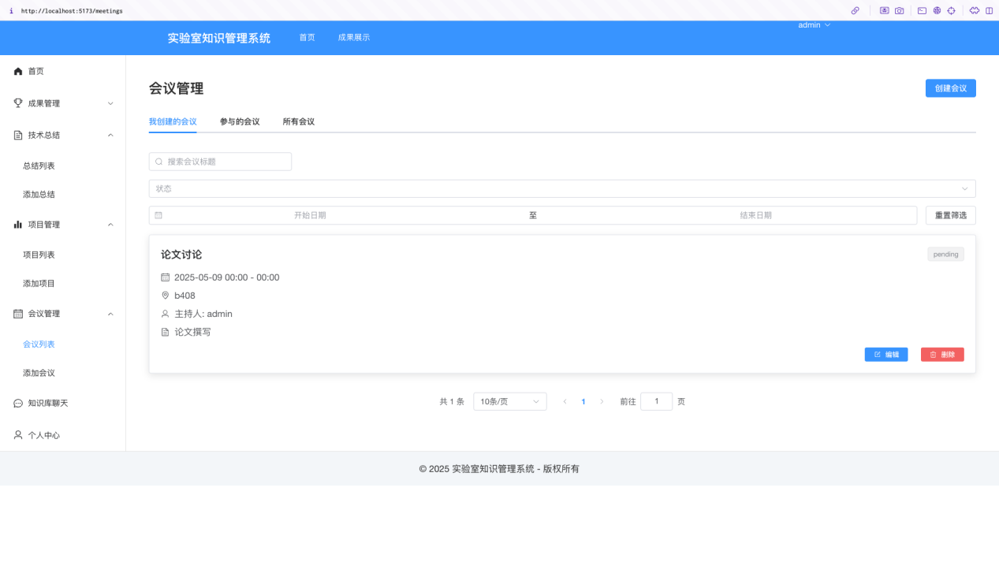 http://localhost:5173/meetings
实验室知识管理系统 首页 成果展示 admin
首页
成果管理
技术总结
总结列表
添加总结
项目管理
项目列表
添加项目
会议管理
会议列表
添加会议
知识库聊天
个人中心
会议管理 创建会议
我创建的会议 参与的会议 所有会议
搜索会议标题
状态
开始日期 至 结束日期 重置筛选
论文讨论 pending
2025-05-09 00:00 - 00:00
b408
主持人: admin
论文撰写
编辑 删除
共 1 条 10条/页 1 前往 1 页
© 2025 实验室知识管理系统 - 版权所有